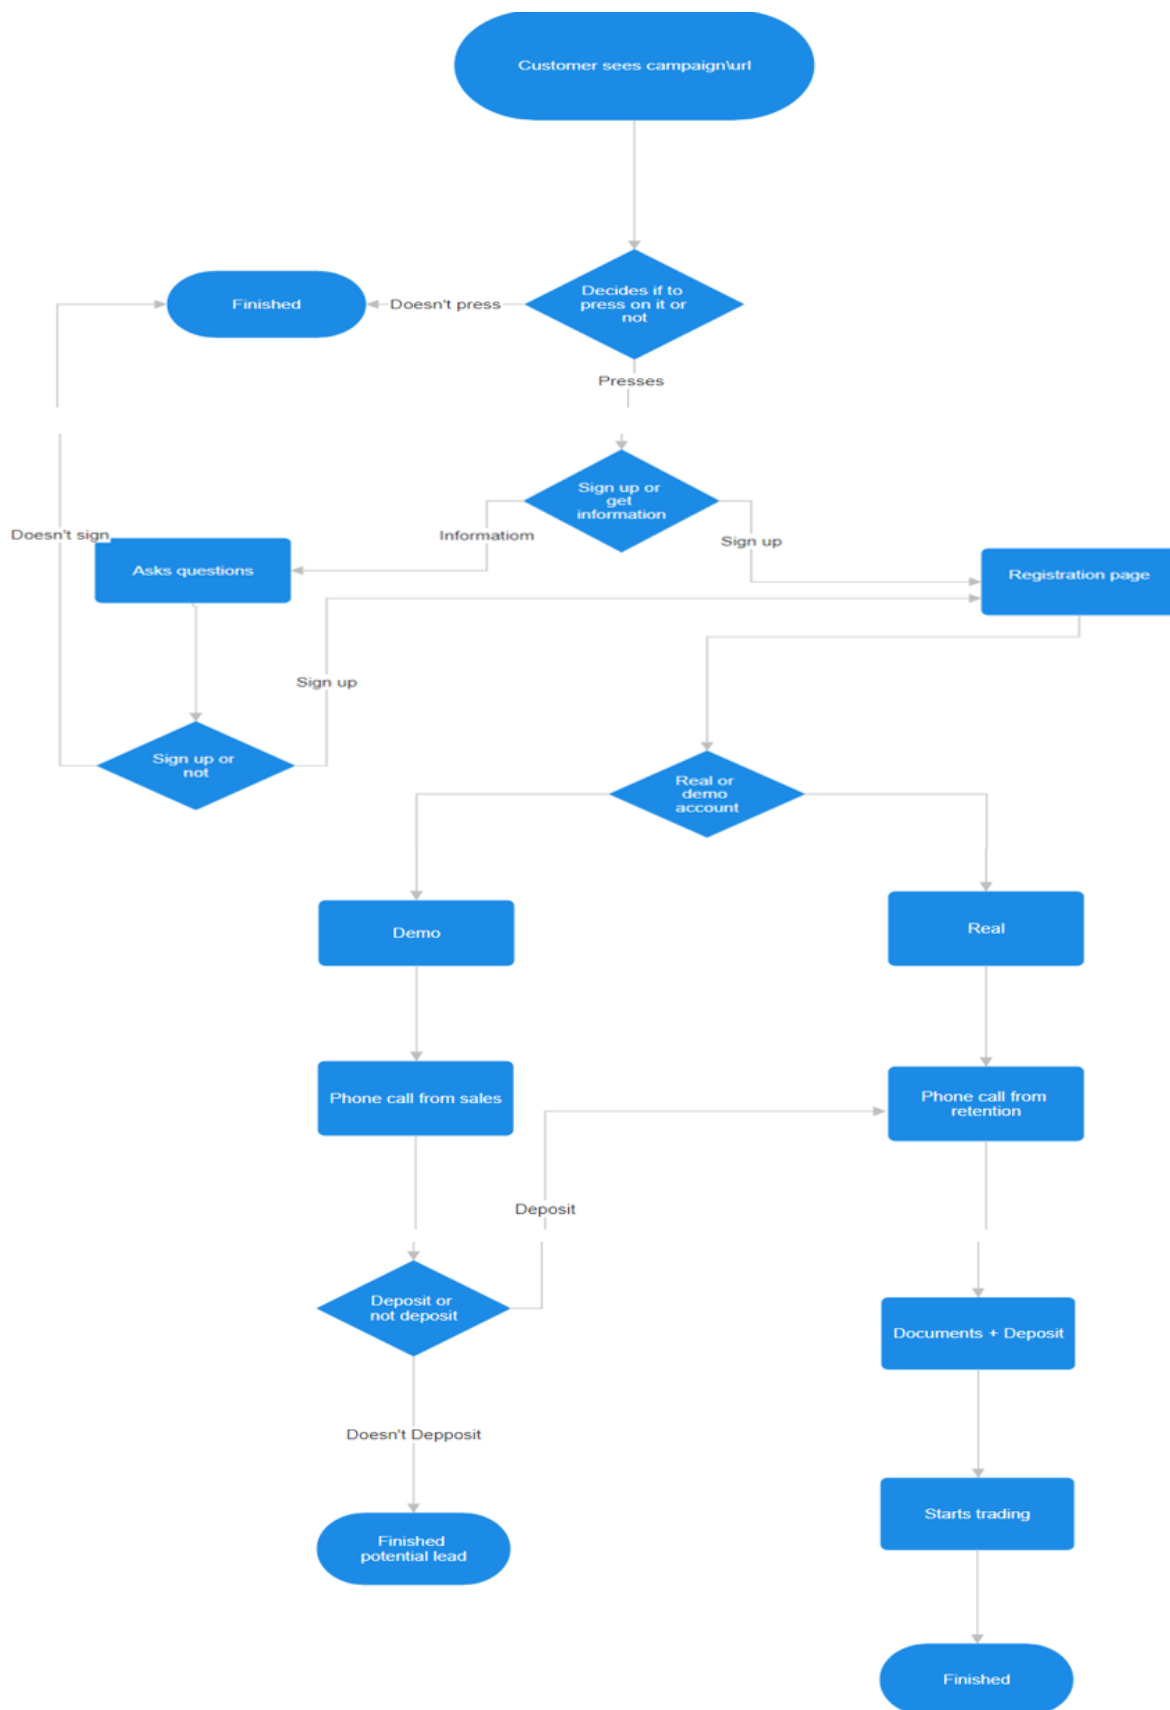 Customer sees campaign\url
Decides if to
press on it or
not
Doesn't press
Finished
Presses
Sign up or
get
information
Informatiom
Sign up
Doesn't sign
Asks questions
Registration page
Sign up
Sign up or
not
Real or
demo
account
Demo
Real
Phone call from sales
Phone call from
retention
Deposit
Deposit or
not deposit
Documents + Deposit
Doesn't Depposit
Starts trading
Finished
potential lead
Finished